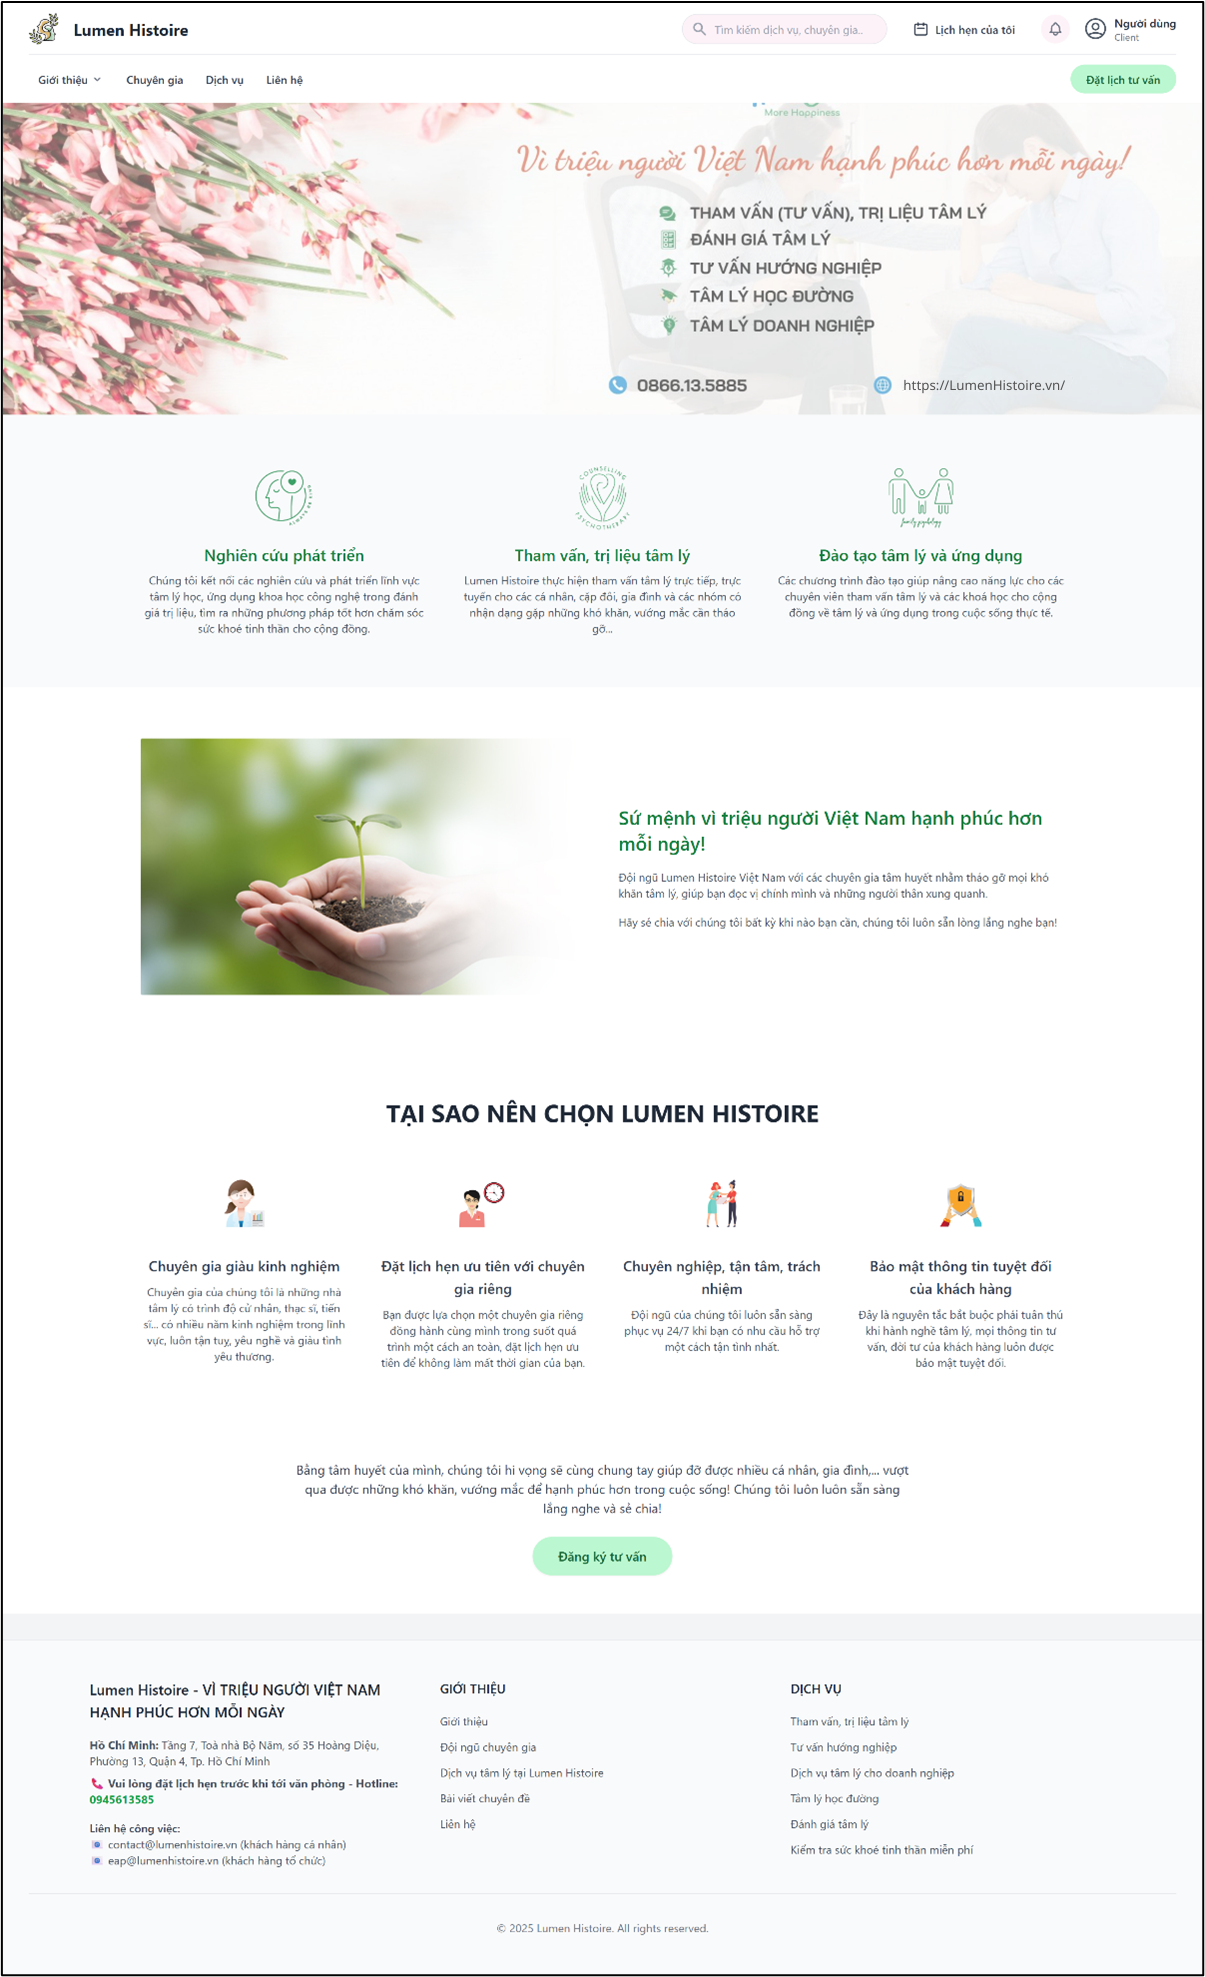 Lumen Histoire
Tìm kiếm dịch vụ, chuyên gia..
Lịch hẹn của tôi
Người dùng
Client
Giới thiệu
Chuyên gia
Dịch vụ
Liên hệ
Đặt lịch tư vấn
More Happiness
Vì triệu người Việt Nam hạnh phúc hơn mỗi ngày!
THAM VẤN (TƯ VẤN), TRỊ LIỆU TÂM LÝ
ĐÁNH GIÁ TÂM LÝ
TƯ VẤN HƯỚNG NGHIỆP
TÂM LÝ HỌC ĐƯỜNG
TÂM LÝ DOANH NGHIỆP
0866.13.5885
https://LumenHistoire.vn/
COUNSELLING
PSYCHOTHERAPY
family psychology
Nghiên cứu phát triển
Chúng tôi kết nối các nghiên cứu và phát triển lĩnh vực
tâm lý học, ứng dụng khoa học công nghệ trong đánh
giá trị liệu, tìm ra những phương pháp tốt hơn chăm sóc
sức khoẻ tinh thần cho cộng đồng.
Tham vấn, trị liệu tâm lý
Lumen Histoire thực hiện tham vấn tâm lý trực tiếp, trực
tuyến cho các cá nhân, cặp đôi, gia đình và các nhóm có
nhận dạng gặp những khó khăn, vướng mắc cần tháo
gỡ...
Đào tạo tâm lý và ứng dụng
Các chương trình đào tạo giúp nâng cao năng lực cho các
chuyên viên tham vấn tâm lý và các khoá học cho cộng
đồng về tâm lý và ứng dụng trong cuộc sống thực tế.
Sứ mệnh vì triệu người Việt Nam hạnh phúc hơn
mỗi ngày!
Đội ngũ Lumen Histoire Việt Nam với các chuyên gia tâm huyết nhằm tháo gỡ mọi khó
khăn tâm lý, giúp bạn đọc vị chính mình và những người thân xung quanh.
Hãy sẻ chia với chúng tôi bất kỳ khi nào bạn cần, chúng tôi luôn sẵn lòng lắng nghe bạn!
TẠI SAO NÊN CHỌN LUMEN HISTOIRE
Chuyên gia giàu kinh nghiệm
Chuyên gia của chúng tôi là những nhà
tâm lý có trình độ cử nhân, thạc sĩ, tiến
sĩ... có nhiều năm kinh nghiệm trong lĩnh
vực, luôn tận tuỵ, yêu nghề và giàu tình
yêu thương.
Đặt lịch hẹn ưu tiên với chuyên
gia riêng
Bạn được lựa chọn một chuyên gia riêng
đồng hành cùng mình trong suốt quá
trình một cách an toàn, đặt lịch hẹn ưu
tiên để không làm mất thời gian của bạn.
Chuyên nghiệp, tận tâm, trách
nhiệm
Đội ngũ của chúng tôi luôn sẵn sàng
phục vụ 24/7 khi bạn có nhu cầu hỗ trợ
một cách tận tình nhất.
Bảo mật thông tin tuyệt đối
của khách hàng
Đây là nguyên tắc bắt buộc phải tuân thủ
khi hành nghề tâm lý, mọi thông tin tư
vấn, đời tư của khách hàng luôn được
bảo mật tuyệt đối.
Bằng tâm huyết của mình, chúng tôi hi vọng sẽ cùng chung tay giúp đỡ được nhiều cá nhân, gia đình,... vượt
qua được những khó khăn, vướng mắc để hạnh phúc hơn trong cuộc sống! Chúng tôi luôn luôn sẵn sàng
lắng nghe và sẻ chia!
Đăng ký tư vấn
Lumen Histoire - VÌ TRIỆU NGƯỜI VIỆT NAM
HẠNH PHÚC HƠN MỖI NGÀY
Hồ Chí Minh: Tầng 7, Toà nhà Bộ Năm, số 35 Hoàng Diệu,
Phường 13, Quận 4, Tp. Hồ Chí Minh
Vui lòng đặt lịch hẹn trước khi tới văn phòng - Hotline:
0945613585
Liên hệ công việc:
contact@lumenhistoire.vn (khách hàng cá nhân)
eap@lumenhistoire.vn (khách hàng tổ chức)
GIỚI THIỆU
Giới thiệu
Đội ngũ chuyên gia
Dịch vụ tâm lý tại Lumen Histoire
Bài viết chuyên đề
Liên hệ
DỊCH VỤ
Tham vấn, trị liệu tâm lý
Tư vấn hướng nghiệp
Dịch vụ tâm lý cho doanh nghiệp
Tâm lý học đường
Đánh giá tâm lý
Kiểm tra sức khoẻ tinh thần miễn phí
© 2025 Lumen Histoire. All rights reserved.